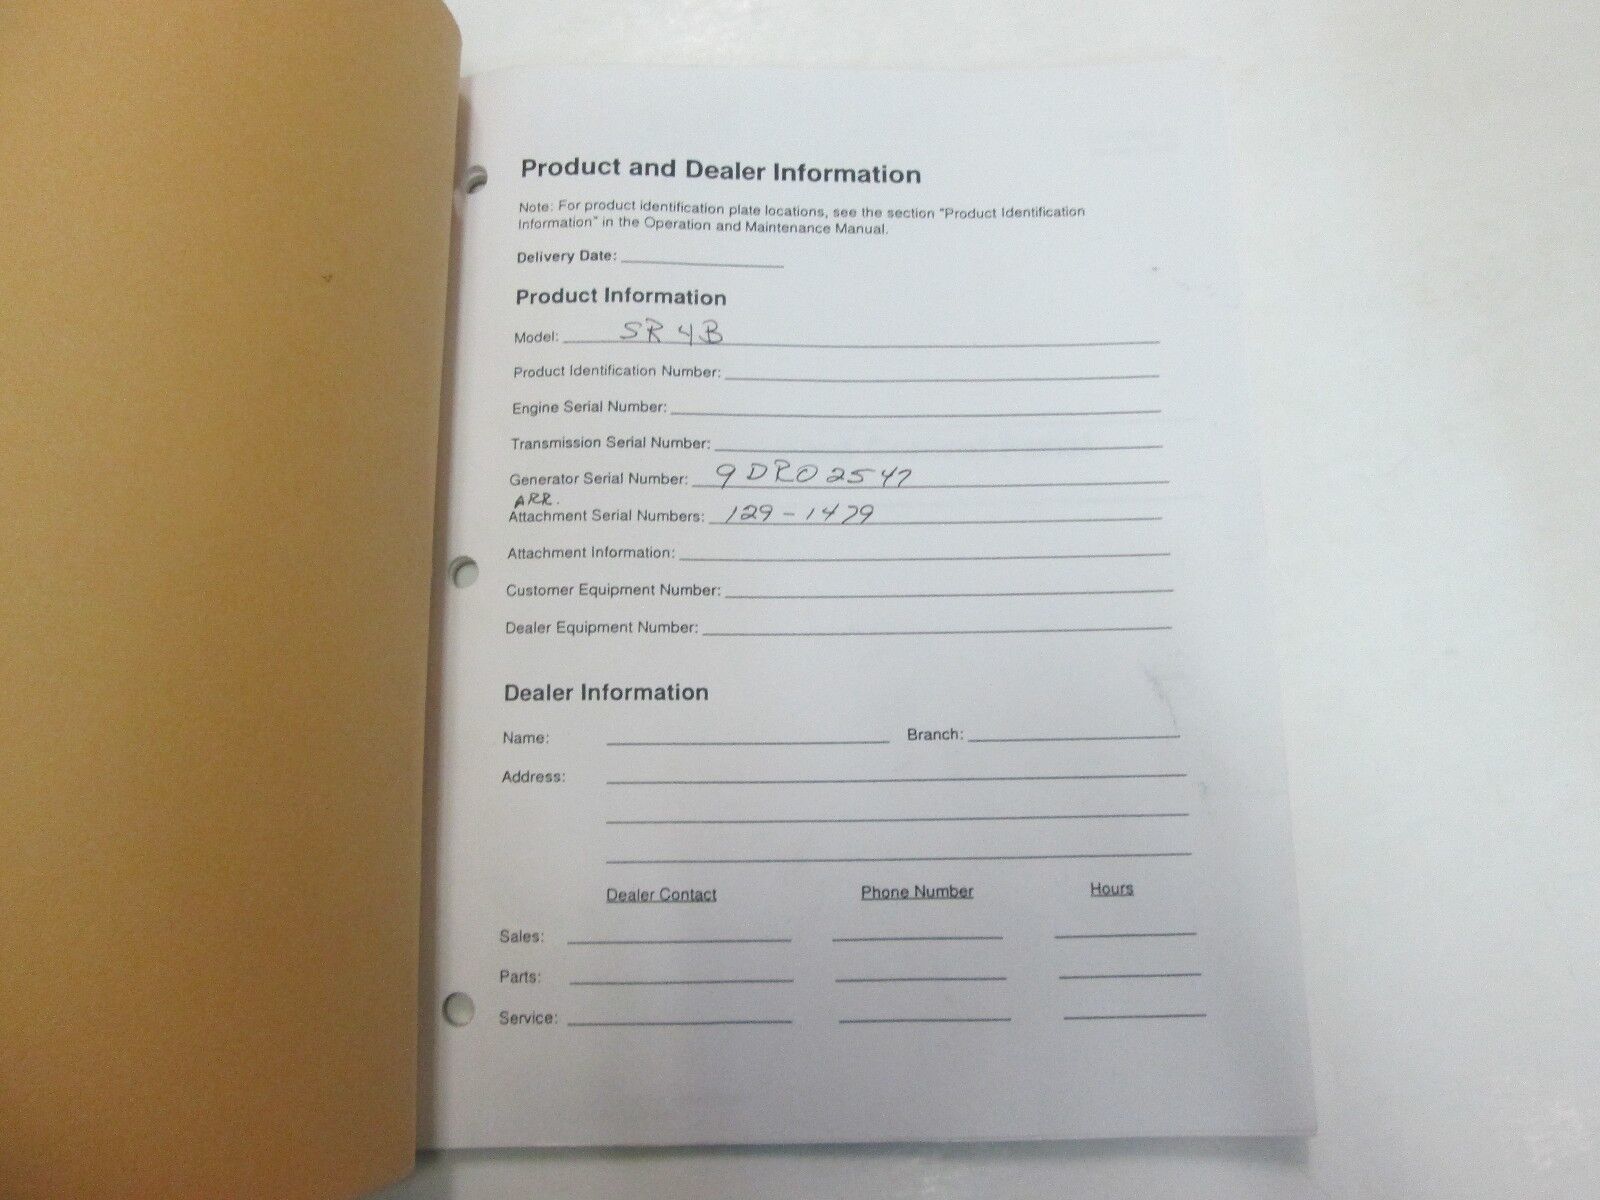 Product and Dealer Information
Note: For product identification plate locations, see the section "Product Identification
Information" in the Operation and Maintenance Manual.
Delivery Date:
Product Information
Model: SR4B
Product Identification Number:
Engine Serial Number:
Transmission Serial Number:
Generator Serial Number: 9DR02547
ARR.
Attachment Serial Numbers: 129-1479
Attachment Information:
Customer Equipment Number:
Dealer Equipment Number:
Dealer Information
Name: Branch:
Address:
Dealer Contact Phone Number Hours
Sales:
Parts:
Service: